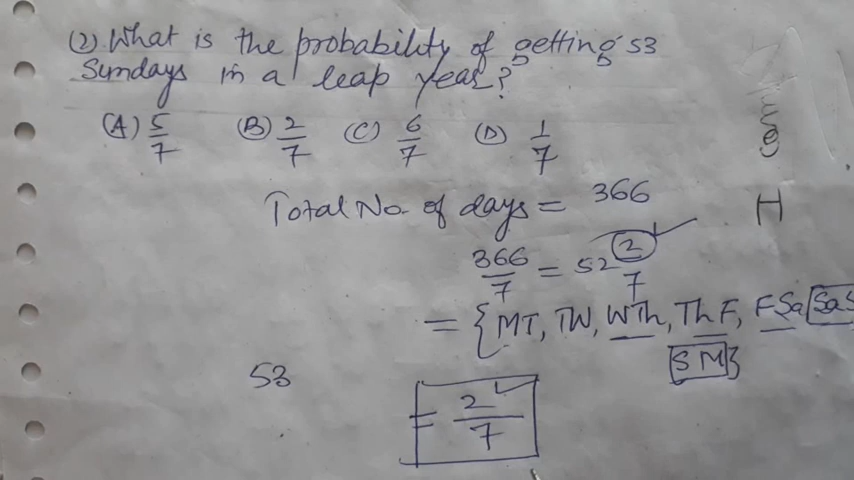 (2) What is the probability of getting 53
Sundays in a leap year?
(A) 5/7 (B) 2/7 (C) 6/7 (D) 1/7
Total No. of days = 366
366/7 = 52 2/7
= {MT, TW, WTh, ThF, FSa SaS
SM}
53
= 2/7
H